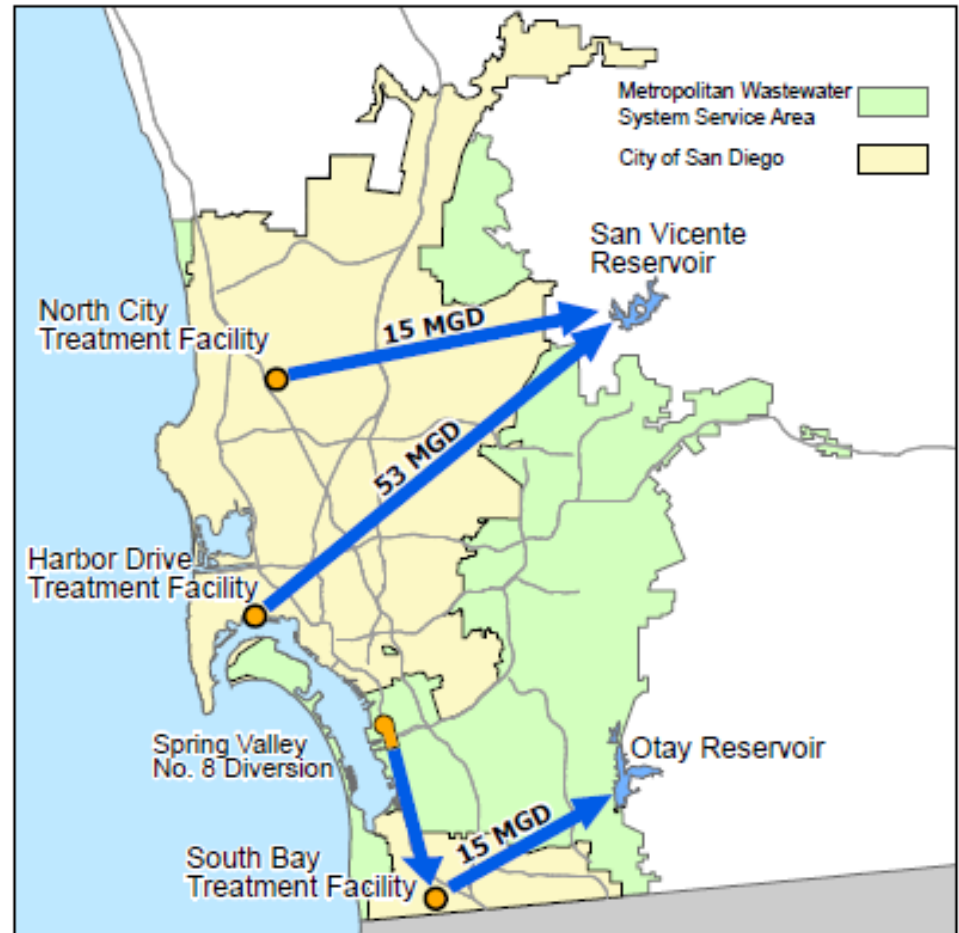 Metropolitan Wastewater
System Service Area
City of San Diego
San Vicente
Reservoir
North City
Treatment Facility
15 MGD
53 MGD
Harbor Drive
Treatment Facility
Spring Valley
No. 8 Diversion
Otay Reservoir
15 MGD
South Bay
Treatment Facility